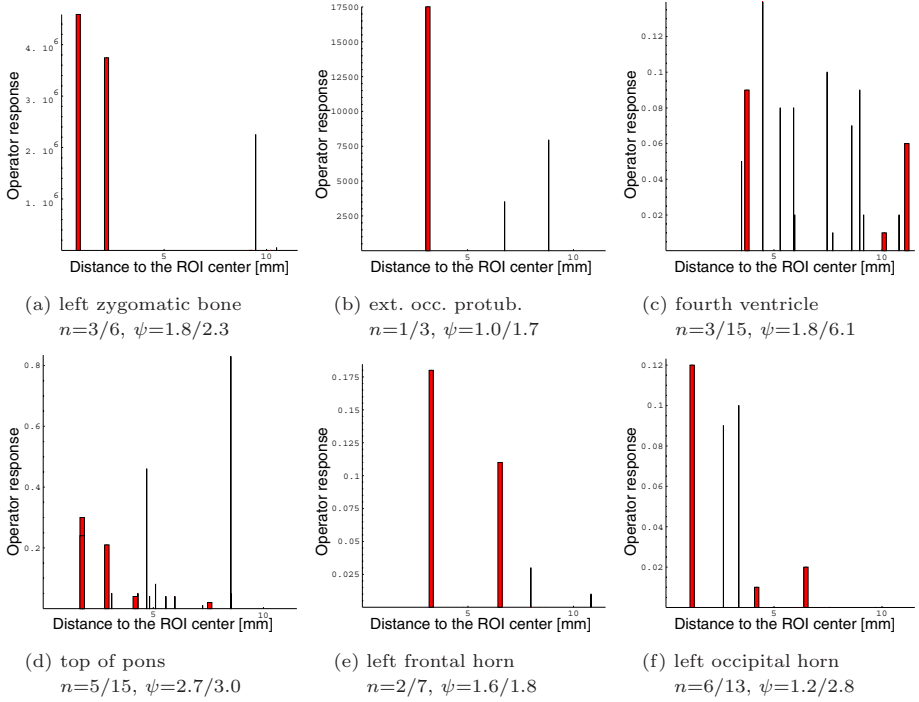 4. 10^6
3. 10^6
2. 10^6
1. 10^6
Operator response
5 10
Distance to the ROI center [mm]
(a) left zygomatic bone
n=3/6, ψ=1.8/2.3
17500
15000
12500
10000
7500
5000
2500
Operator response
5 10
Distance to the ROI center [mm]
(b) ext. occ. protub.
n=1/3, ψ=1.0/1.7
0.12
0.1
0.08
0.06
0.04
0.02
Operator response
5 10
Distance to the ROI center [mm]
(c) fourth ventricle
n=3/15, ψ=1.8/6.1
0.8
0.6
0.4
0.2
Operator response
5 10
Distance to the ROI center [mm]
(d) top of pons
n=5/15, ψ=2.7/3.0
0.175
0.15
0.125
0.1
0.075
0.05
0.025
Operator response
5 10
Distance to the ROI center [mm]
(e) left frontal horn
n=2/7, ψ=1.6/1.8
0.12
0.1
0.08
0.06
0.04
0.02
Operator response
5 10
Distance to the ROI center [mm]
(f) left occipital horn
n=6/13, ψ=1.2/2.8